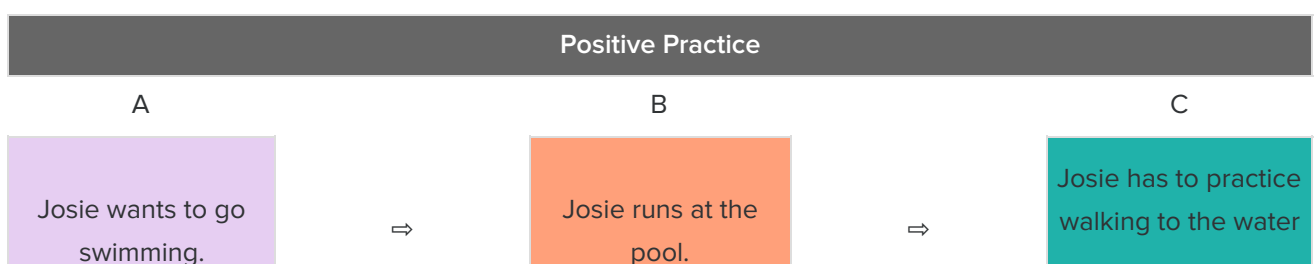 Positive Practice
A B C
Josie wants to go
swimming.
⇨
Josie runs at the
pool.
⇨
Josie has to practice
walking to the water